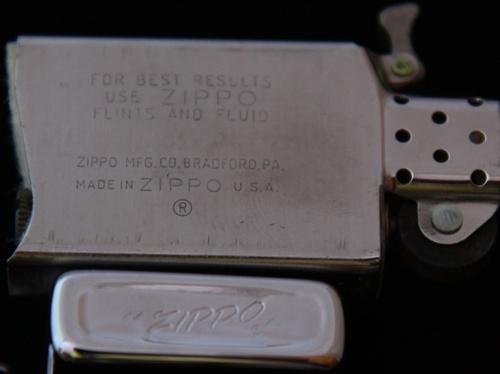 FOR BEST RESULTS
USE ZIPPO
FLINTS AND FLUID
ZIPPO MFG. CO. BRADFORD, PA.
MADE IN ZIPPO U.S.A.
®
"ZIPPO"